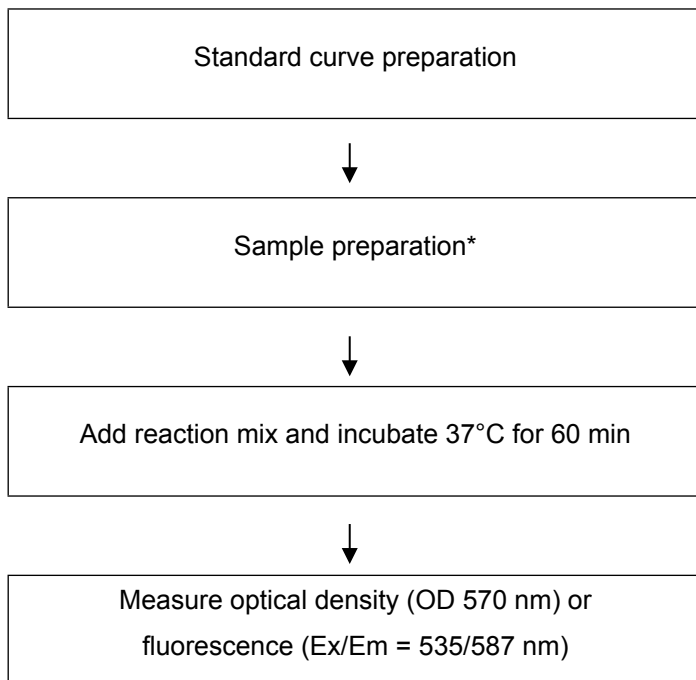 Standard curve preparation
Sample preparation*
Add reaction mix and incubate 37°C for 60 min
Measure optical density (OD 570 nm) or
fluorescence (Ex/Em = 535/587 nm)